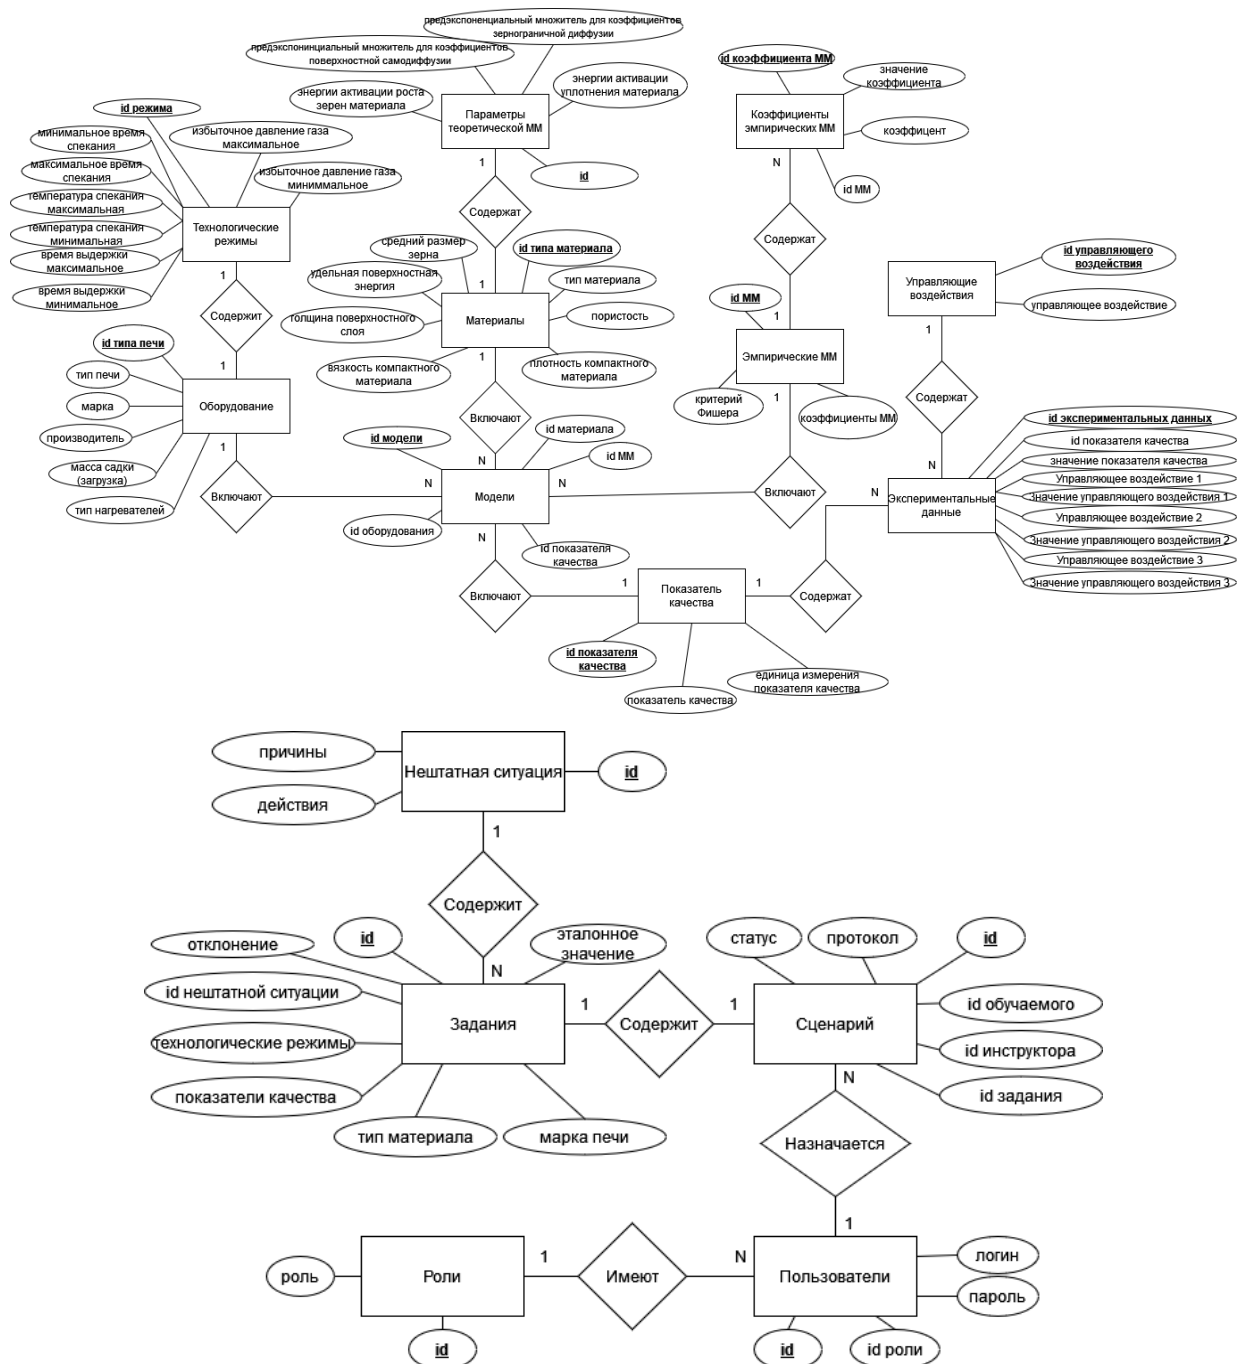 предэкспоненциальный множитель для коэффициентов
зернограничной диффузии
предэкспонинциальный множитель для коэффициентов
поверхностной самодиффузии
энергии активации роста
зерен материала
энергии активации
уплотнения материала
Параметры
теоретической ММ
id
1
Содержат
1
id коэффициента ММ
значение
коэффициента
Коэффициенты
эмпирических ММ
коэффицент
id ММ
N
Содержат
1
id режима
минимальное время
спекания
избыточное давление газа
максимальное
максимальное время
спекания
избыточное давление газа
миниммальное
температура спекания
максимальная
температура спекания
минимальная
время выдержки
максимальное
время выдержки
минимальное
Технологические
режимы
1
Содержит
1
средний размер
зерна
id типа материала
удельная поверхностная
энергия
тип материала
толщина поверхностного
слоя
Материалы
пористость
вязкость компактного
материала
плотность компактного
материала
1
Включают
N
id ММ
Эмпирические ММ
критерий
Фишера
коэффициенты ММ
1
Включают
N
Управляющие
воздействия
id управляющего
воздействия
управляющее воздействие
1
Содержат
N
id типа печи
тип печи
марка
Оборудование
производитель
масса садки
(загрузка)
тип нагревателей
1
Включают
N
id модели
id материала
id ММ
Модели
id оборудования
id показателя
качества
N
Включают
1
Показатель
качества
1
Содержат
N
id показателя
качества
показатель качества
единица измерения
показателя качества
Экспериментальные
данные
id экспериментальных данных
id показателя качества
значение показателя качества
Управляющее воздействие 1
Значение управляющего воздействия 1
Управляющее воздействие 2
Значение управляющего воздействия 2
Управляющее воздействие 3
Значение управляющего воздействия 3
причины
Нештатная ситуация
id
действия
1
Содержит
N
отклонение
id
эталонное
значение
id нештатной ситуации
технологические режимы
Задания
показатели качества
тип материала
марка печи
1
Содержит
1
статус
протокол
id
Сценарий
id обучаемого
id инструктора
id задания
N
Назначается
1
роль
Роли
id
1
Имеют
N
Пользователи
логин
пароль
id
id роли